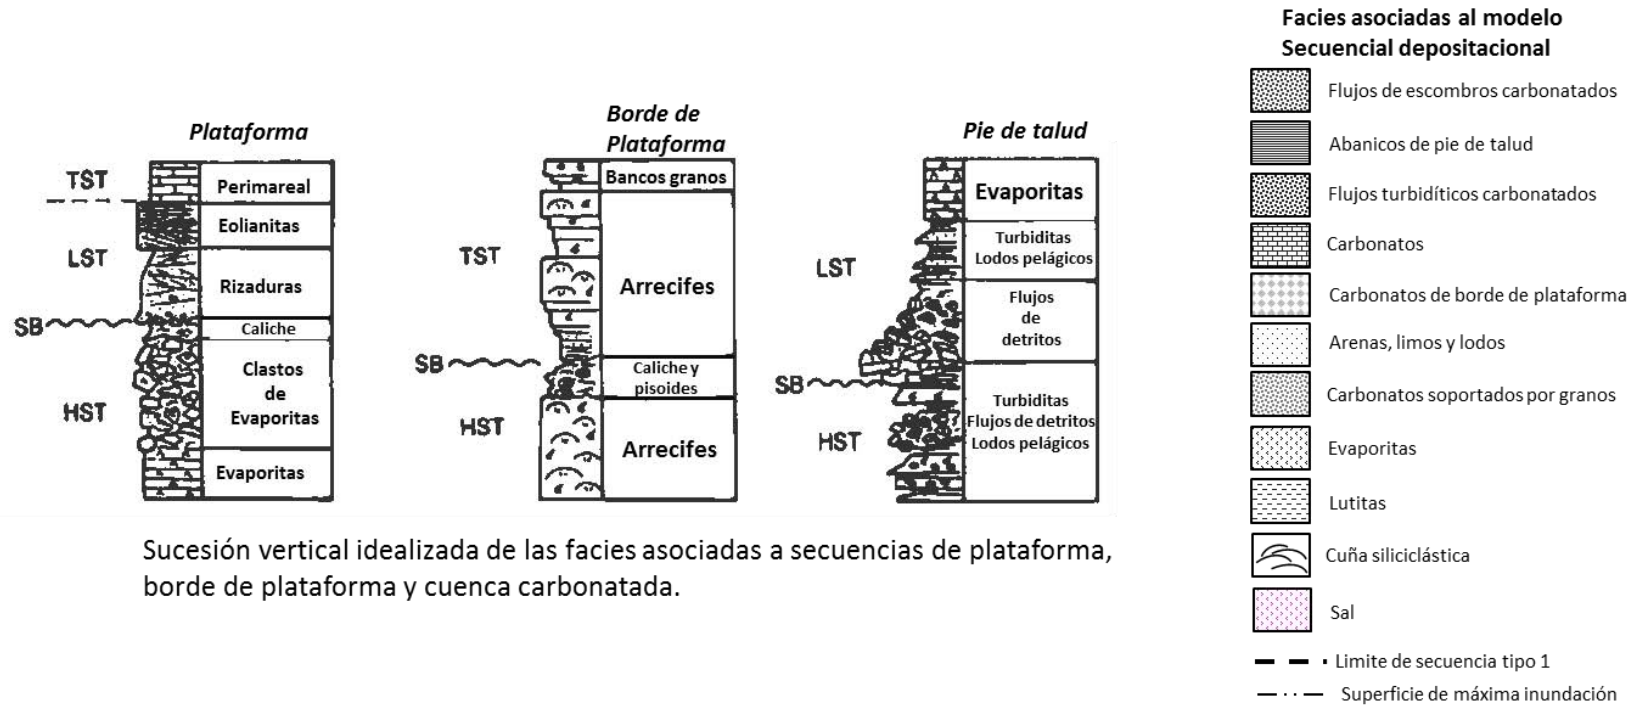 Facies asociadas al modelo
Secuencial depositacional
Plataforma
TST
Perimareal
Eolianitas
LST
Rizaduras
SB
Caliche
Clastos
de
Evaporitas
HST
Evaporitas
Borde de
Plataforma
Bancos granos
TST
Arrecifes
SB
Caliche y
pisoides
HST
Arrecifes
Pie de talud
Evaporitas
Turbiditas
Lodos pelágicos
LST
Flujos
de
detritos
SB
Turbiditas
Flujos de detritos
Lodos pelágicos
HST
Sucesión vertical idealizada de las facies asociadas a secuencias de plataforma,
borde de plataforma y cuenca carbonatada.
Flujos de escombros carbonatados
Abanicos de pie de talud
Flujos turbidíticos carbonatados
Carbonatos
Carbonatos de borde de plataforma
Arenas, limos y lodos
Carbonatos soportados por granos
Evaporitas
Lutitas
Cuña siliciclástica
Sal
Limite de secuencia tipo 1
Superficie de máxima inundación